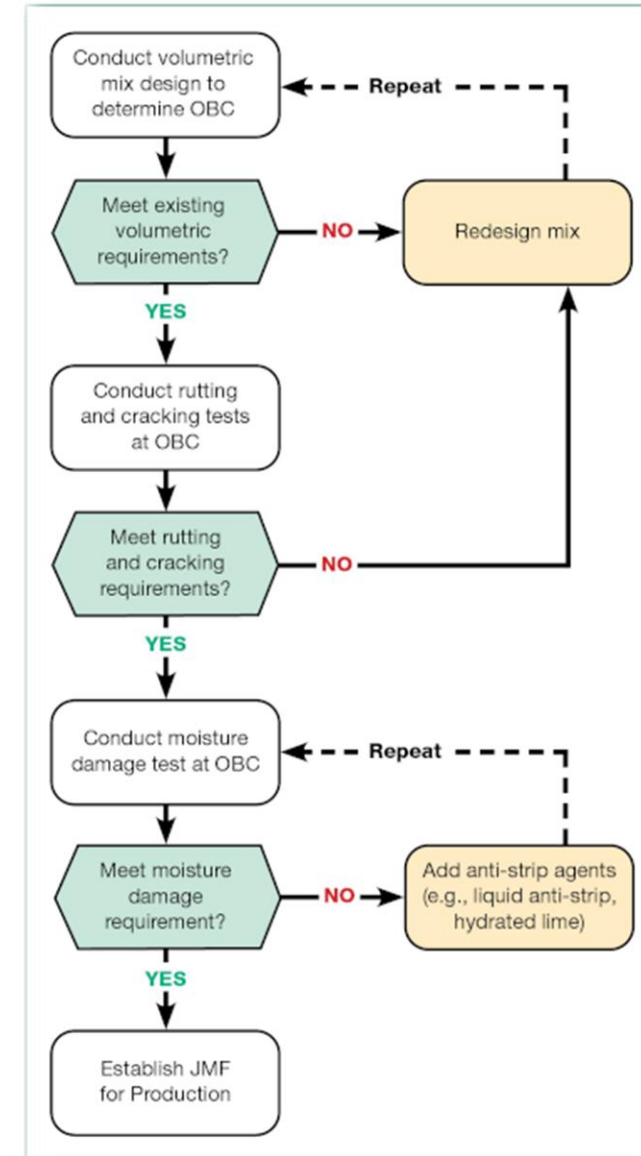 Conduct volumetric
mix design to
determine OBC
Repeat
Meet existing
volumetric
requirements?
NO
Redesign mix
YES
Conduct rutting
and cracking tests
at OBC
Meet rutting
and cracking
requirements?
NO
YES
Conduct moisture
damage test at OBC
Repeat
Meet moisture
damage
requirement?
NO
Add anti-strip agents
(e.g., liquid anti-strip,
hydrated lime)
YES
Establish JMF
for Production